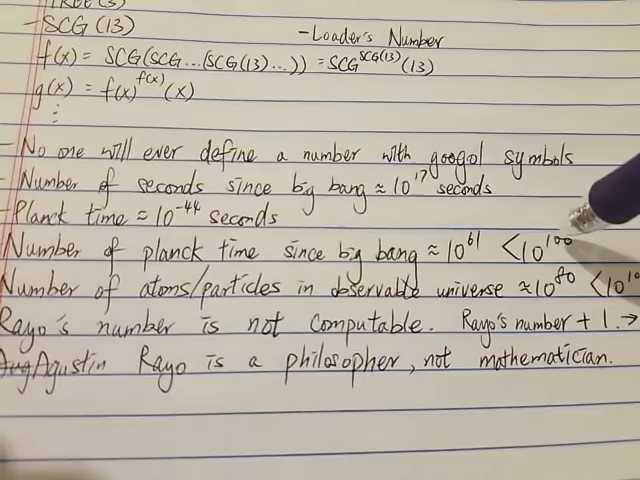 TREE(3)
- SCG(13)
- Loader's Number
f(x) = SCG(SCG...(SCG(13)...)) = SCG^SCG(13) (13)
g(x) = f(x)^f(x) (x)
⋮
- No one will ever define a number with googol symbols
- Number of seconds since big bang ≈ 10^17 seconds
- Planck time ≈ 10^-44 seconds
Number of planck time since big bang ≈ 10^61 < 10^100
Number of atoms/particles in observable universe ≈ 10^80 < 10^10
Rayo's number is not computable. Rayo's number + 1. →
Agustin Rayo is a philosopher, not mathematician.